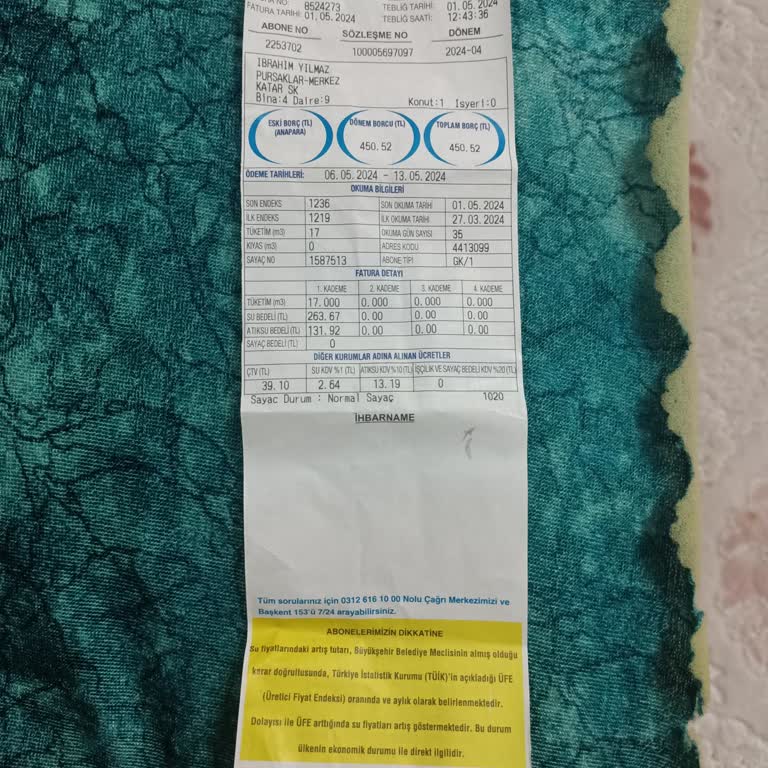 8524273 TEBLİĞ TARİHİ: 01.05.2024
FATURA TARİHİ: 01.05.2024 TEBLİĞ SAATİ: 12:43:36
ABONE NO SÖZLEŞME NO DÖNEM
2253702 100005697097 2024-04
İBRAHİM YILMAZ
PURSAKLAR-MERKEZ
KATAR SK
Bina:4 Daire:9 Konut:1 İsyeri:0
ESKİ BORÇ (TL) DÖNEM BORCU (TL) TOPLAM BORÇ (TL)
(ANAPARA)
450.52 450.52
ÖDEME TARİHLERİ: 06.05.2024 - 13.05.2024
OKUMA BİLGİLERİ
SON ENDEKS 1236 SON OKUMA TARİHİ 01.05.2024
İLK ENDEKS 1219 İLK OKUMA TARİHİ 27.03.2024
TÜKETİM (m3) 17 OKUMA GÜN SAYISI 35
KIYAS (m3) 0 ADRES KODU 4413099
SAYAÇ NO 1587513 ABONE TİPİ GK/1
FATURA DETAYI
1. KADEME 2. KADEME 3. KADEME 4. KADEME
TÜKETİM (m3) 17.000 0.000 0.000 0.000
SU BEDELİ (TL) 263.67 0.00 0.00 0.00
ATIKSU BEDELİ (TL) 131.92 0.00 0.00 0.00
SAYAÇ BEDELİ (TL) 0
DİĞER KURUMLAR ADINA ALINAN ÜCRETLER
ÇTV (TL) SU KDV %1 (TL) ATIKSU KDV %10 (TL) İŞÇİLİK VE SAYAÇ BEDELİ KDV %20 (TL)
39.10 2.64 13.19 0
Sayac Durum : Normal Sayaç 1020
İHBARNAME
Tüm sorularınız için 0312 616 10 00 Nolu Çağrı Merkezimizi ve
Başkent 153'ü 7/24 arayabilirsiniz.
ABONELERİMİZİN DİKKATİNE
Su fiyatlarındaki artış tutarı, Büyükşehir Belediye Meclisinin almış olduğu
karar doğrultusunda, Türkiye İstatistik Kurumu (TÜİK)'in açıkladığı ÜFE
(Üretici Fiyat Endeksi) oranında ve aylık olarak belirlenmektedir.
Dolayısı ile ÜFE arttığında su fiyatları artış göstermektedir. Bu durum
ülkenin ekonomik durumu ile direkt ilgilidir.